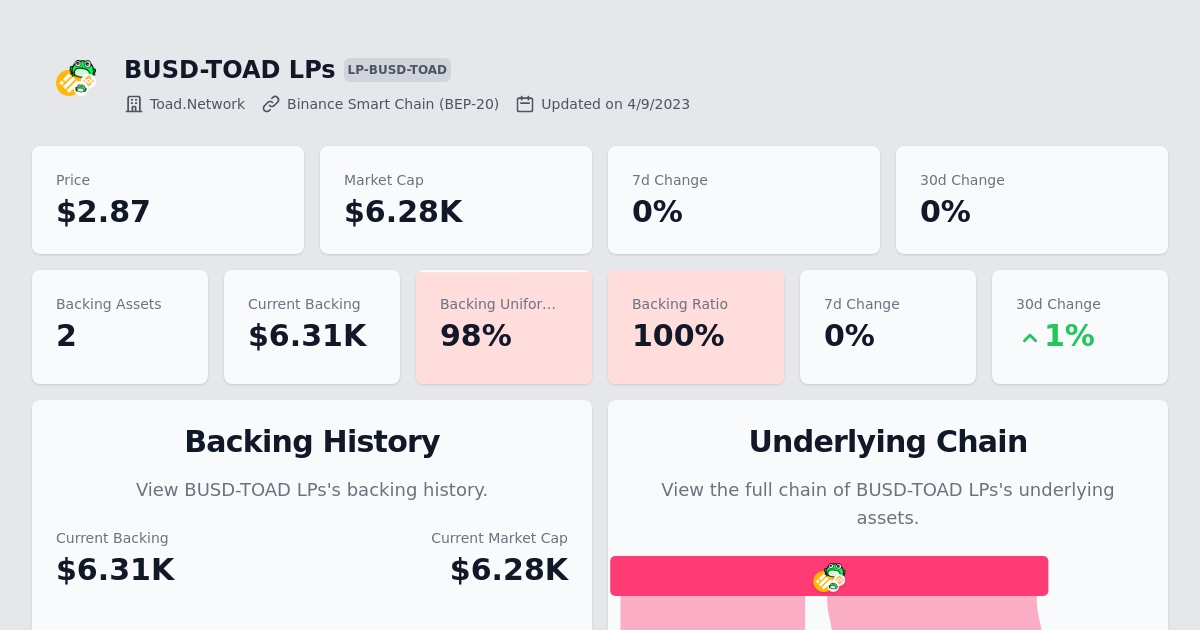 BUSD-TOAD LPs LP-BUSD-TOAD
Toad.Network Binance Smart Chain (BEP-20) Updated on 4/9/2023
Price
$2.87
Market Cap
$6.28K
7d Change
0%
30d Change
0%
Backing Assets
2
Current Backing
$6.31K
Backing Unifor...
98%
Backing Ratio
100%
7d Change
0%
30d Change
1%
Backing History
View BUSD-TOAD LPs's backing history.
Current Backing
$6.31K
Current Market Cap
$6.28K
Underlying Chain
View the full chain of BUSD-TOAD LPs's underlying
assets.